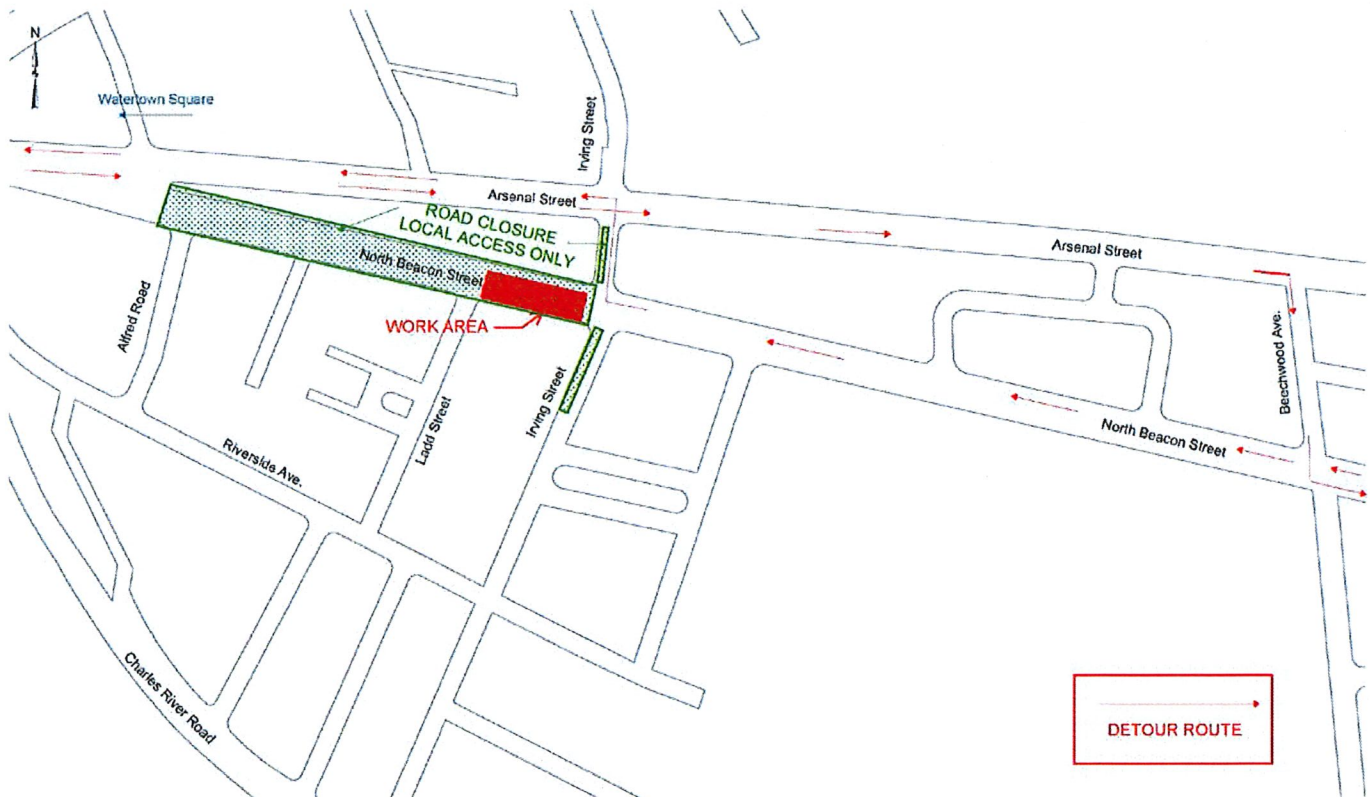 N
Watertown Square
Irving Street
Arsenal Street
ROAD CLOSURE
LOCAL ACCESS ONLY
North Beacon Street
WORK AREA
Arsenal Street
Alfred Road
Ladd Street
Irving Street
Beechwood Ave.
North Beacon Street
Riverside Ave.
Charles River Road
DETOUR ROUTE